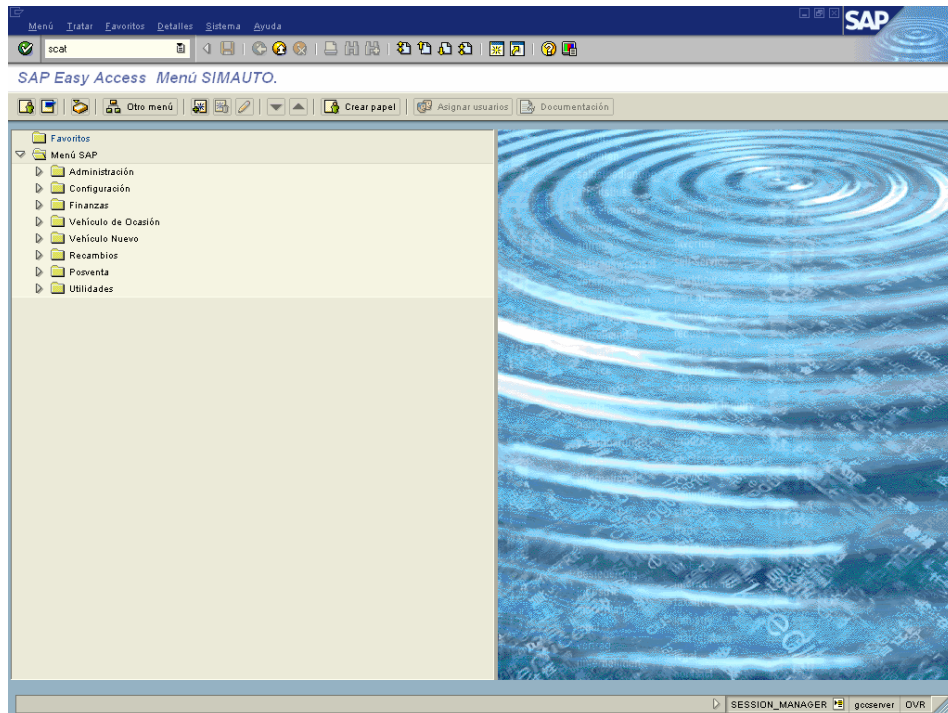 Menú Tratar Favoritos Detalles Sistema Ayuda
SAP
scat
SAP Easy Access Menú SIMAUTO.
Otro menú Crear papel Asignar usuarios Documentación
Favoritos
Menú SAP
Administración
Configuración
Finanzas
Vehículo de Ocasión
Vehículo Nuevo
Recambios
Posventa
Utilidades
SESSION_MANAGER gcoserver OVR